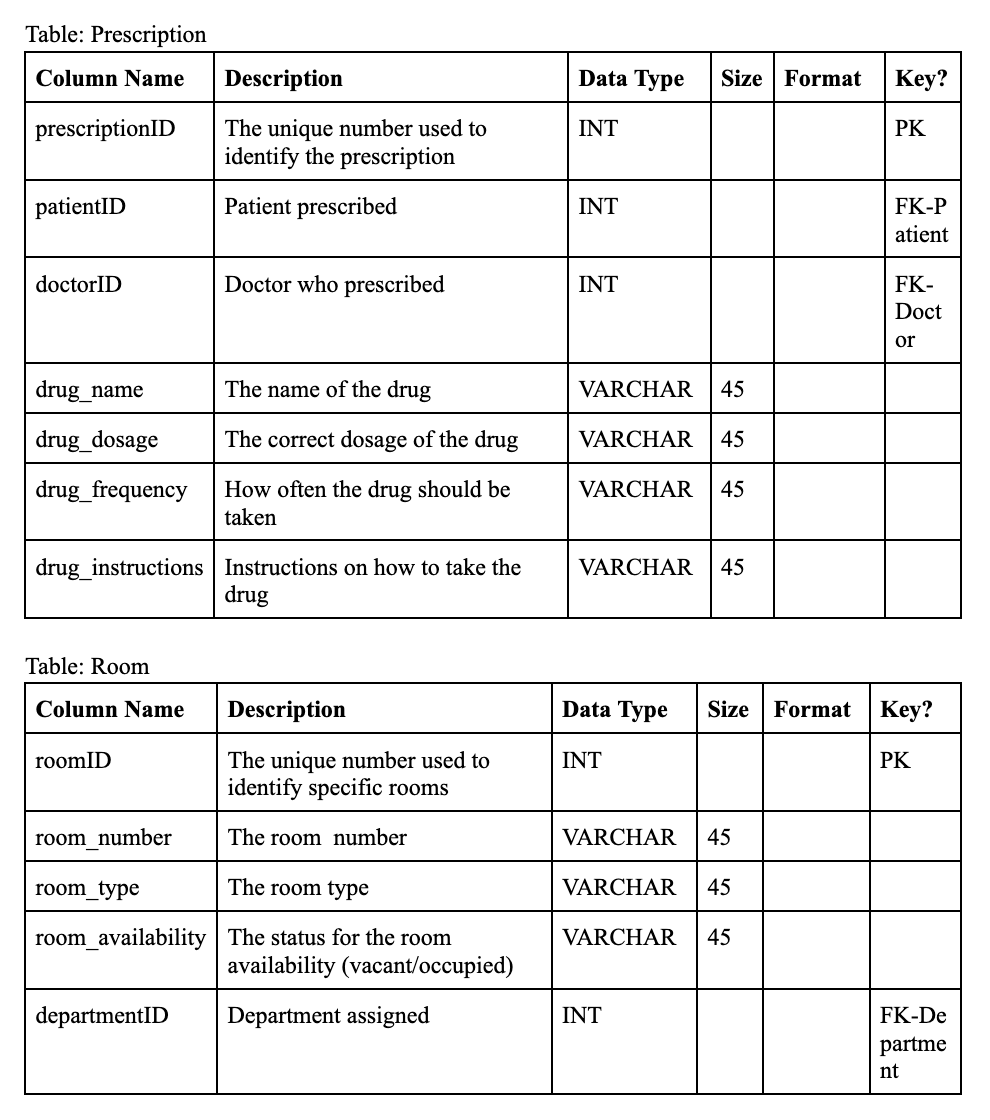 Table: Prescription
Column Name Description Data Type Size Format Key?
prescriptionID The unique number used to INT PK
identify the prescription
patientID Patient prescribed INT FK-P
atient
doctorID Doctor who prescribed INT FK-
Doct
or
drug_name The name of the drug VARCHAR 45
drug_dosage The correct dosage of the drug VARCHAR 45
drug_frequency How often the drug should be VARCHAR 45
taken
drug_instructions Instructions on how to take the VARCHAR 45
drug
Table: Room
Column Name Description Data Type Size Format Key?
roomID The unique number used to INT PK
identify specific rooms
room_number The room  number VARCHAR 45
room_type The room type VARCHAR 45
room_availability The status for the room VARCHAR 45
availability (vacant/occupied)
departmentID Department assigned INT FK-De
partme
nt